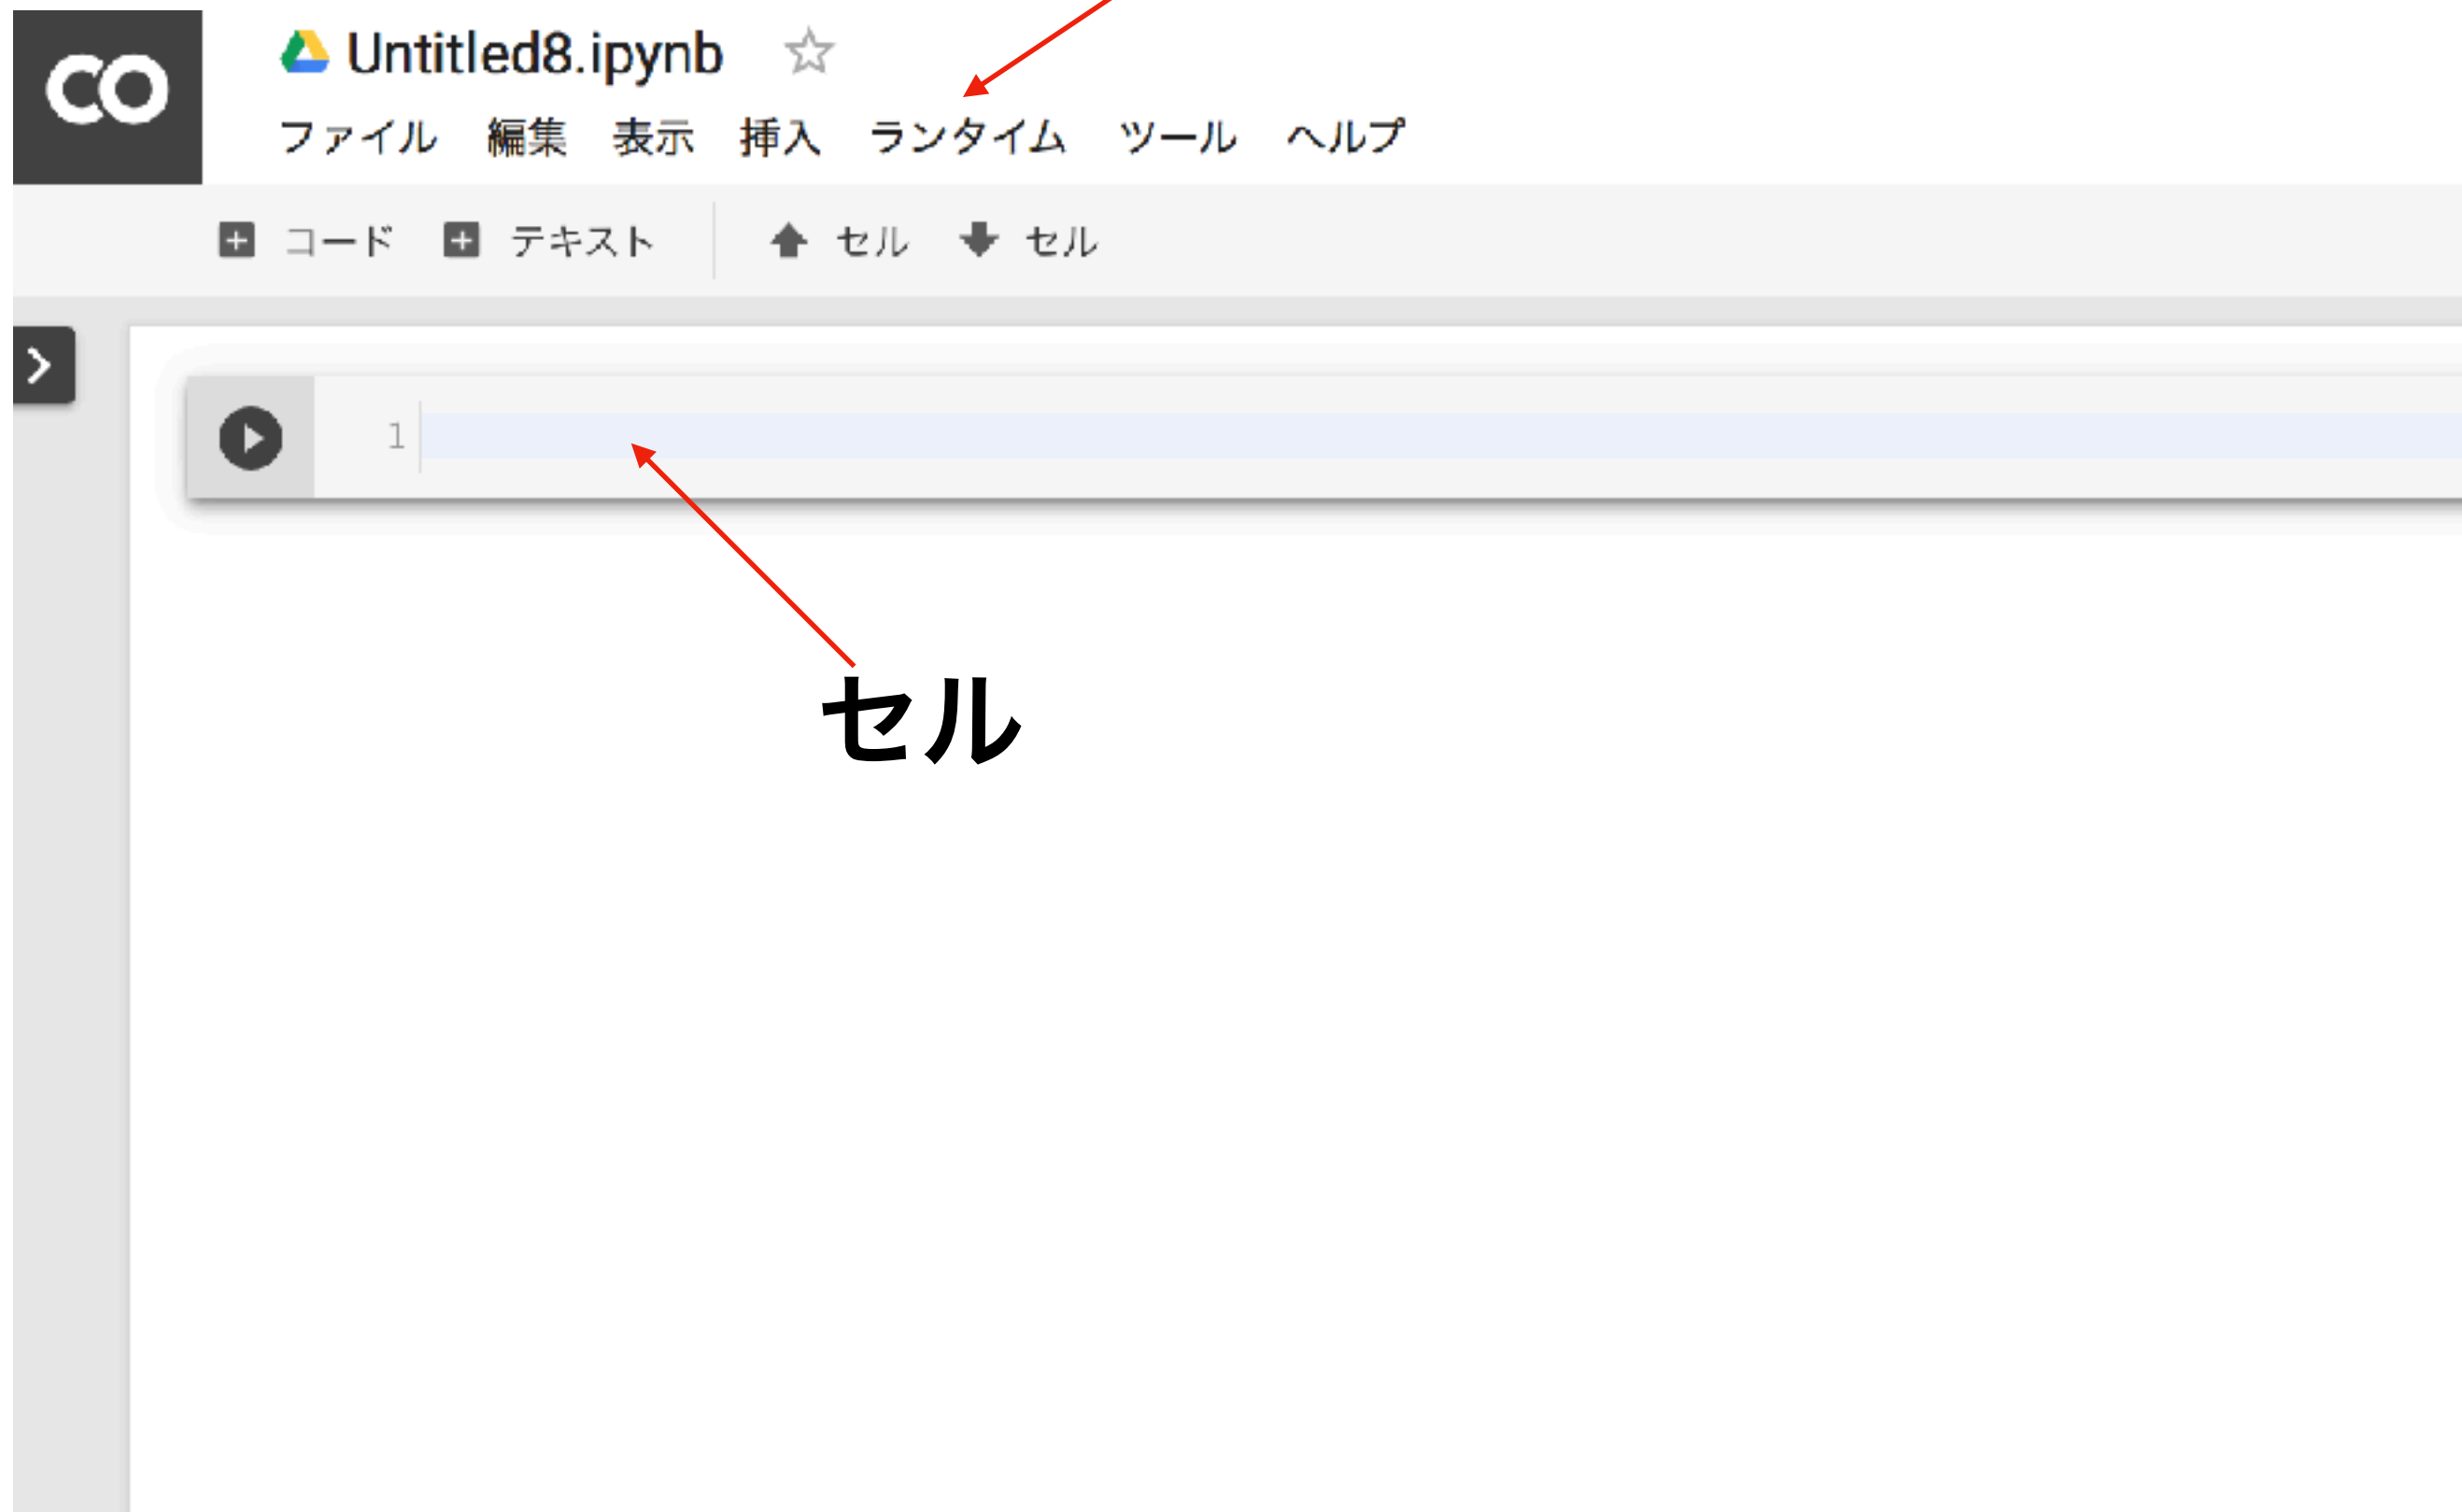 CO
Untitled8.ipynb
ファイル 編集 表示 挿入 ランタイム ツール ヘルプ
コード テキスト セル セル
1
セル